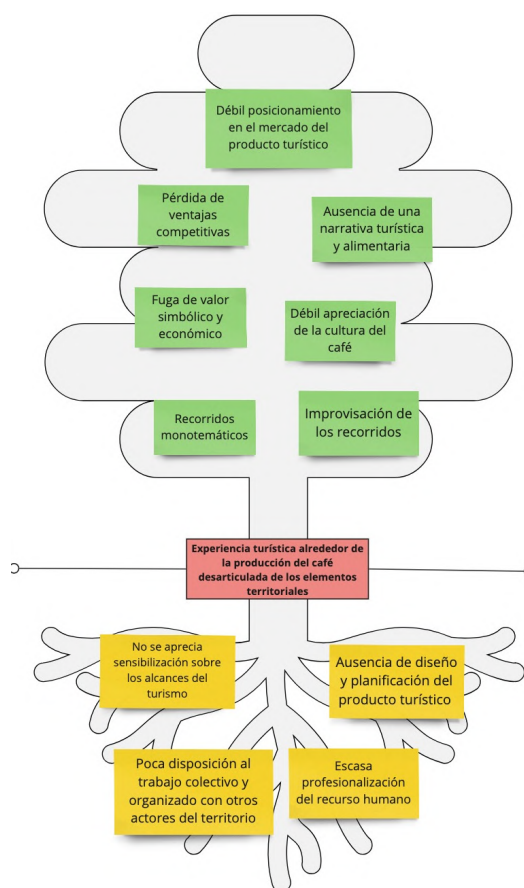 Débil posicionamiento
en el mercado del
producto turístico
Pérdida de
ventajas
competitivas
Ausencia de una
narrativa turística
y alimentaria
Fuga de valor
simbólico y
económico
Débil apreciación
de la cultura del
café
Recorridos
monotemáticos
Improvisación de
los recorridos
Experiencia turística alrededor de
la producción del café
desarticulada de los elementos
territoriales
No se aprecia
sensibilización sobre
los alcances del
turismo
Ausencia de diseño
y planificación del
producto turístico
Poca disposición al
trabajo colectivo y
organizado con otros
actores del territorio
Escasa
profesionalización
del recurso humano